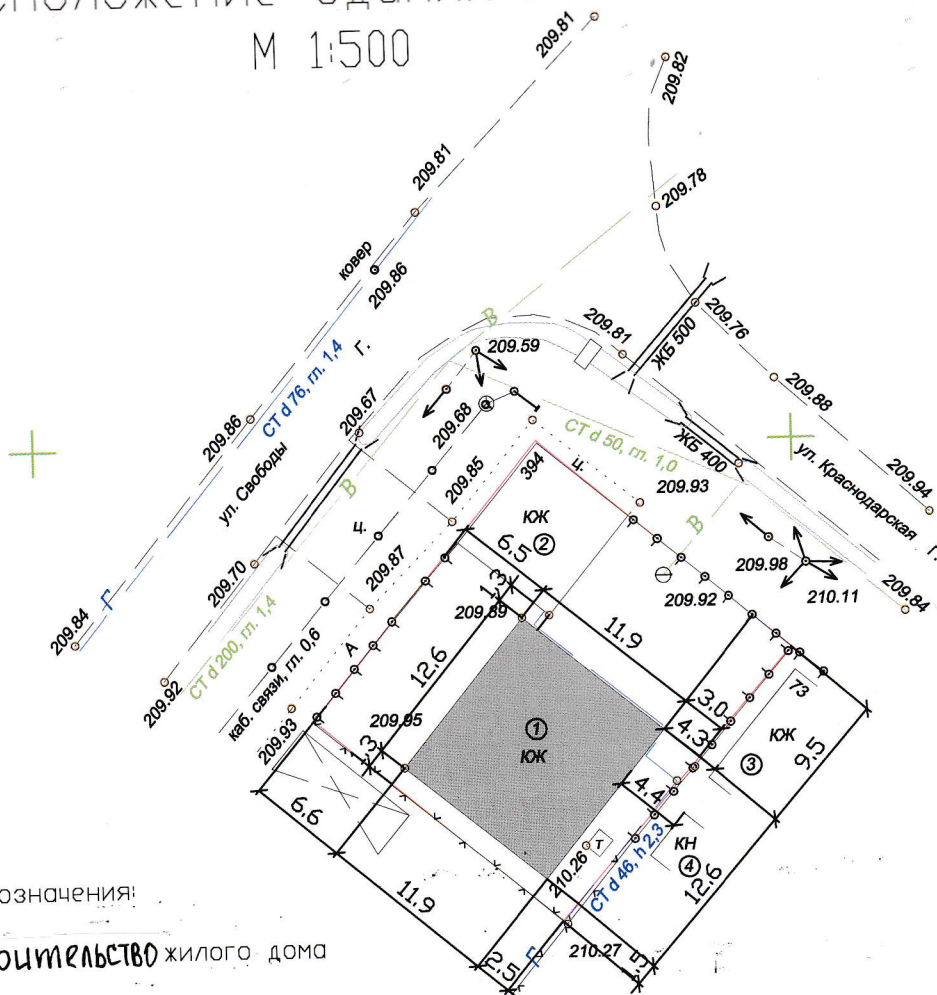 М 1:500
209.81
209.82
209.81
209.78
ковер
209.86
В
209.76
209.81
ЖБ 500
209.59
Г.
СТ d 76, гл. 1,4
209.88
209.86
209.67
209.68
СТ d 50, гл. 1,0
ЖБ 400
ул. Краснодарская
Г.
209.94
ул. Свободы
209.85
394
ц.
209.93
В
КЖ
2
6,5
В
ц.
209.87
209.70
209.98
210.11
209.92
209.84
209.84
Г
1,3
209.89
11.9
СТ d 200, гл. 1,4
А
12.6
209.92
каб. связи, гл. 0,6
3,0
73
КЖ
3
9,5
209.95
1
КЖ
4,3
209.93
4,4
6,6
210.26
Т
СТ d 46, h 2,3
КН
4
12.6
11.9
означения:
210.27
Г
2,5
1,5
жилого дома